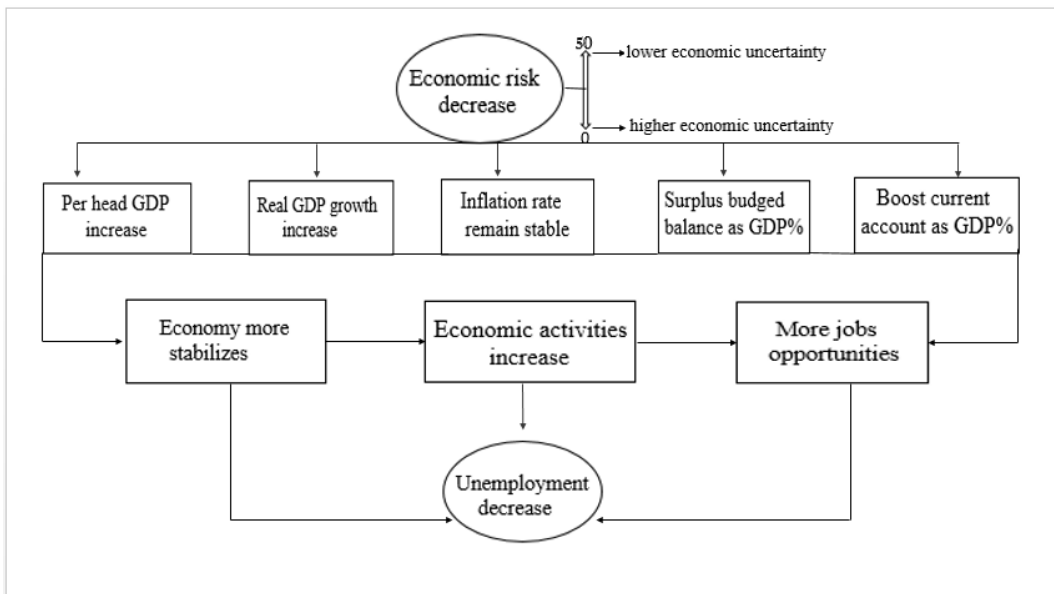 50
lower economic uncertainty
Economic risk
decrease
higher economic uncertainty
0
Per head GDP
increase
Real GDP growth
increase
Inflation rate
remain stable
Surplus budged
balance as GDP%
Boost current
account as GDP%
Economy more
stabilizes
Economic activities
increase
More jobs
opportunities
Unemployment
decrease